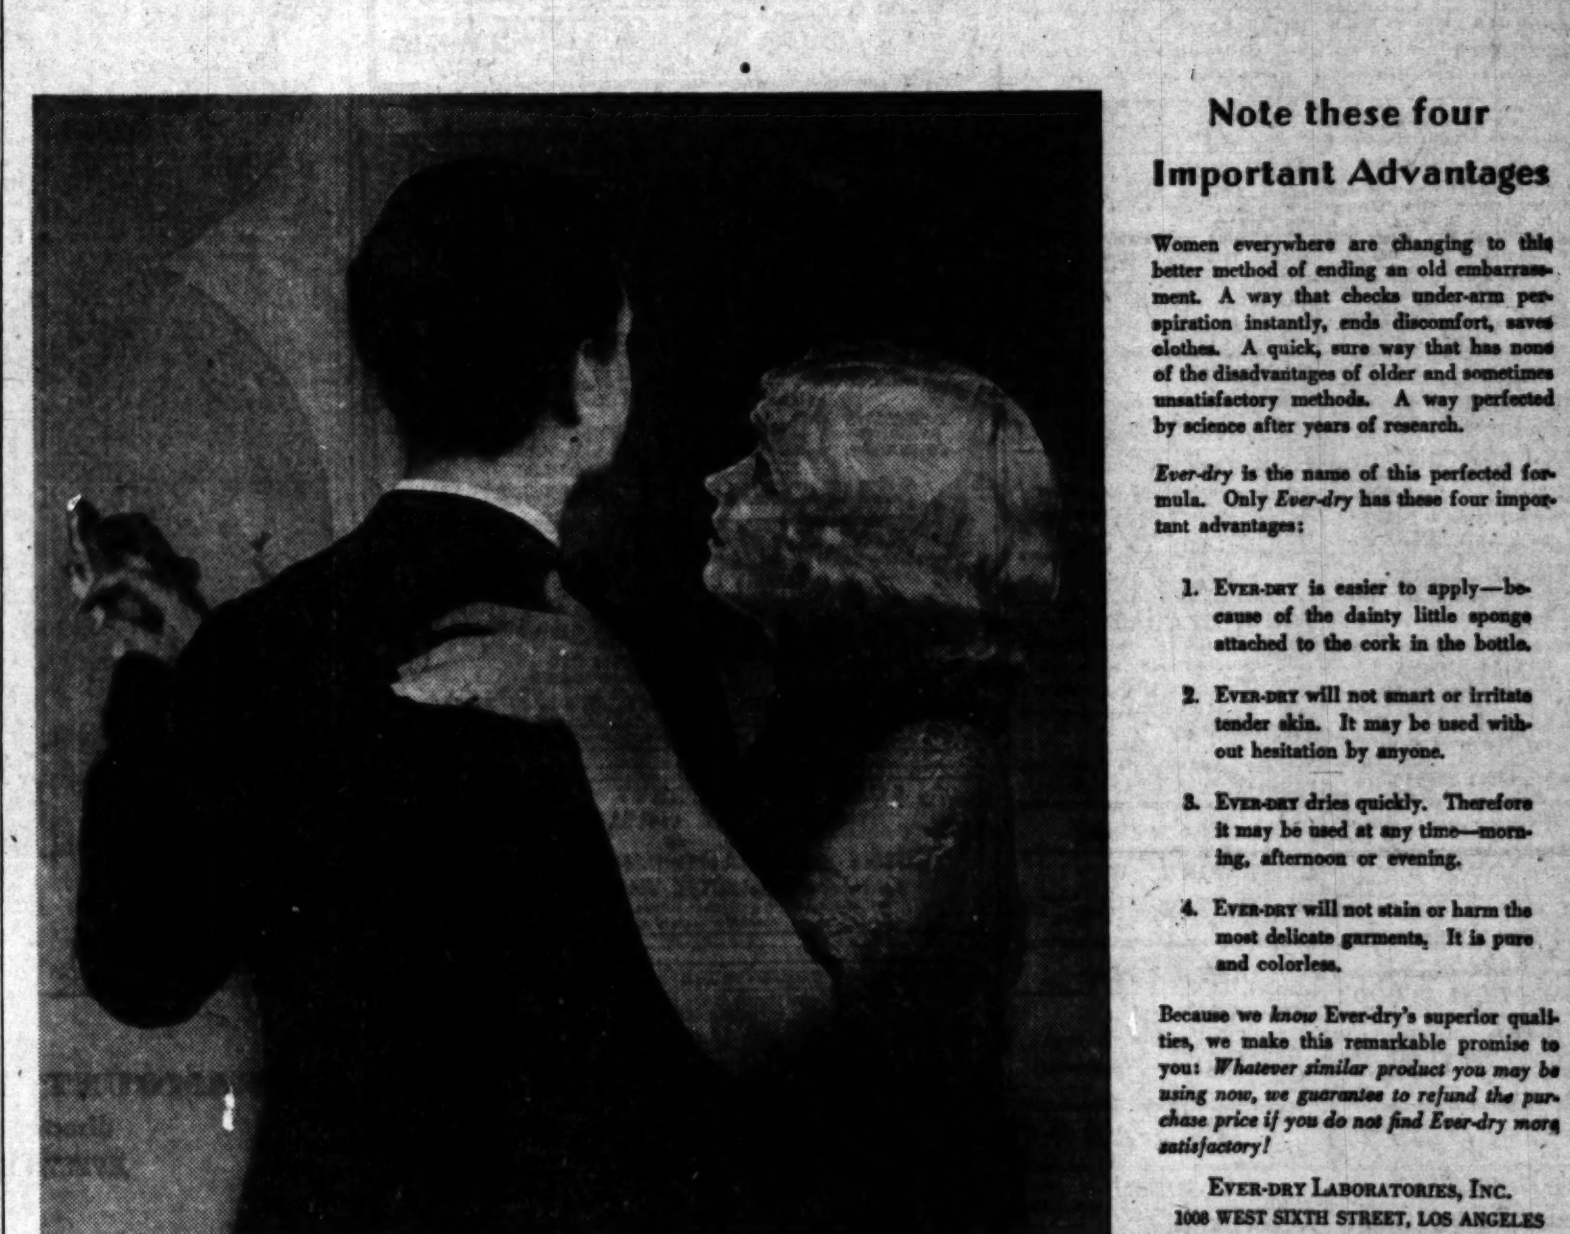 Note these four
Important Advantages
Women everywhere are changing to this
better method of ending an old embarrass-
ment. A way that checks under-arm per-
spiration instantly, ends discomfort, saves
clothes. A quick, sure way that has none
of the disadvantages of older and sometimes
unsatisfactory methods. A way perfected
by science after years of research.
Ever-dry is the name of this perfected for-
mula. Only Ever-dry has these four impor-
tant advantages:
1. EVER-DRY is easier to apply—be-
cause of the dainty little sponge
attached to the cork in the bottle.
2. EVER-DRY will not smart or irritate
tender skin. It may be used with-
out hesitation by anyone.
3. EVER-DRY dries quickly. Therefore
it may be used at any time—morn-
ing, afternoon or evening.
4. EVER-DRY will not stain or harm the
most delicate garments. It is pure
and colorless.
Because we know Ever-dry's superior quali-
ties, we make this remarkable promise to
you: Whatever similar product you may be
using now, we guarantee to refund the pur-
chase price if you do not find Ever-dry more
satisfactory!
EVER-DRY LABORATORIES, INC.
1008 WEST SIXTH STREET, LOS ANGELES